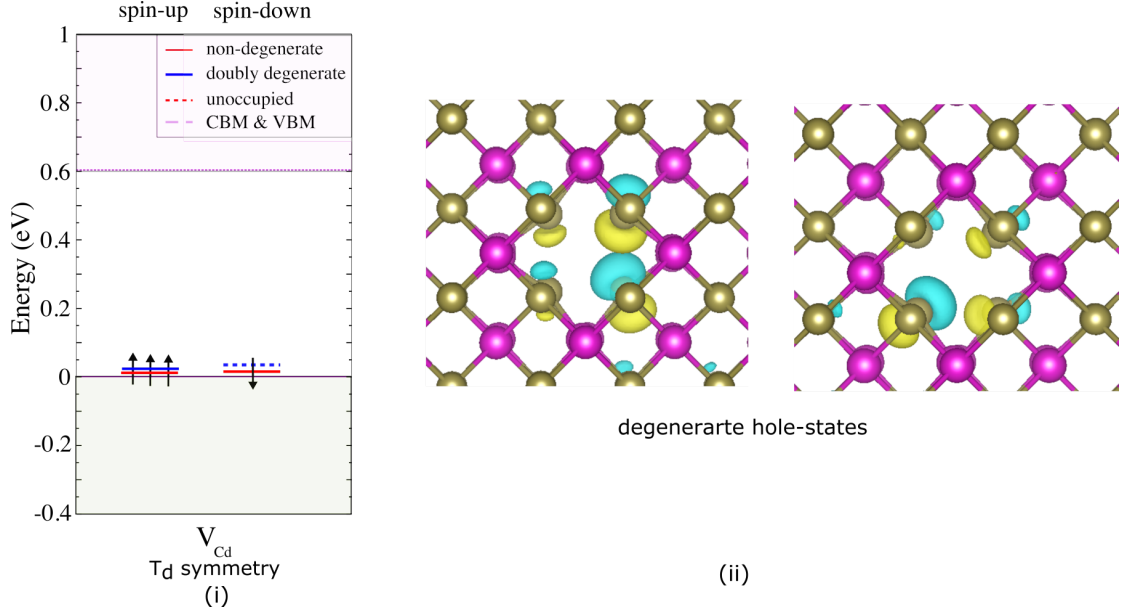 spin-up spin-down
non-degenerate
doubly degenerate
unoccupied
CBM & VBM
1
0.8
0.6
0.4
0.2
0
-0.2
-0.4
Energy (eV)
V_Cd
Td symmetry
(i)
degenerarte hole-states
(ii)